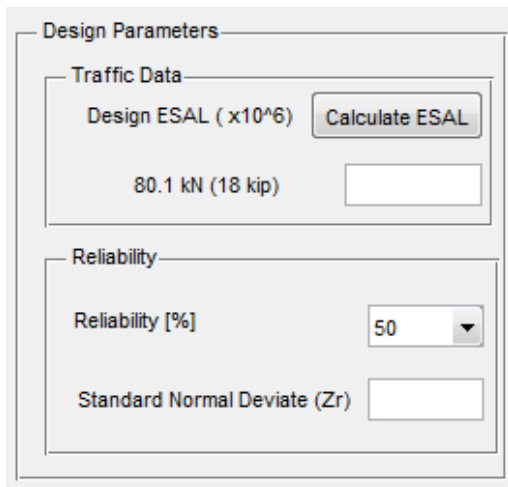 Design Parameters
Traffic Data
Design ESAL ( x10^6) Calculate ESAL
80.1 kN (18 kip)
Reliability
Reliability [%] 50
Standard Normal Deviate (Zr)